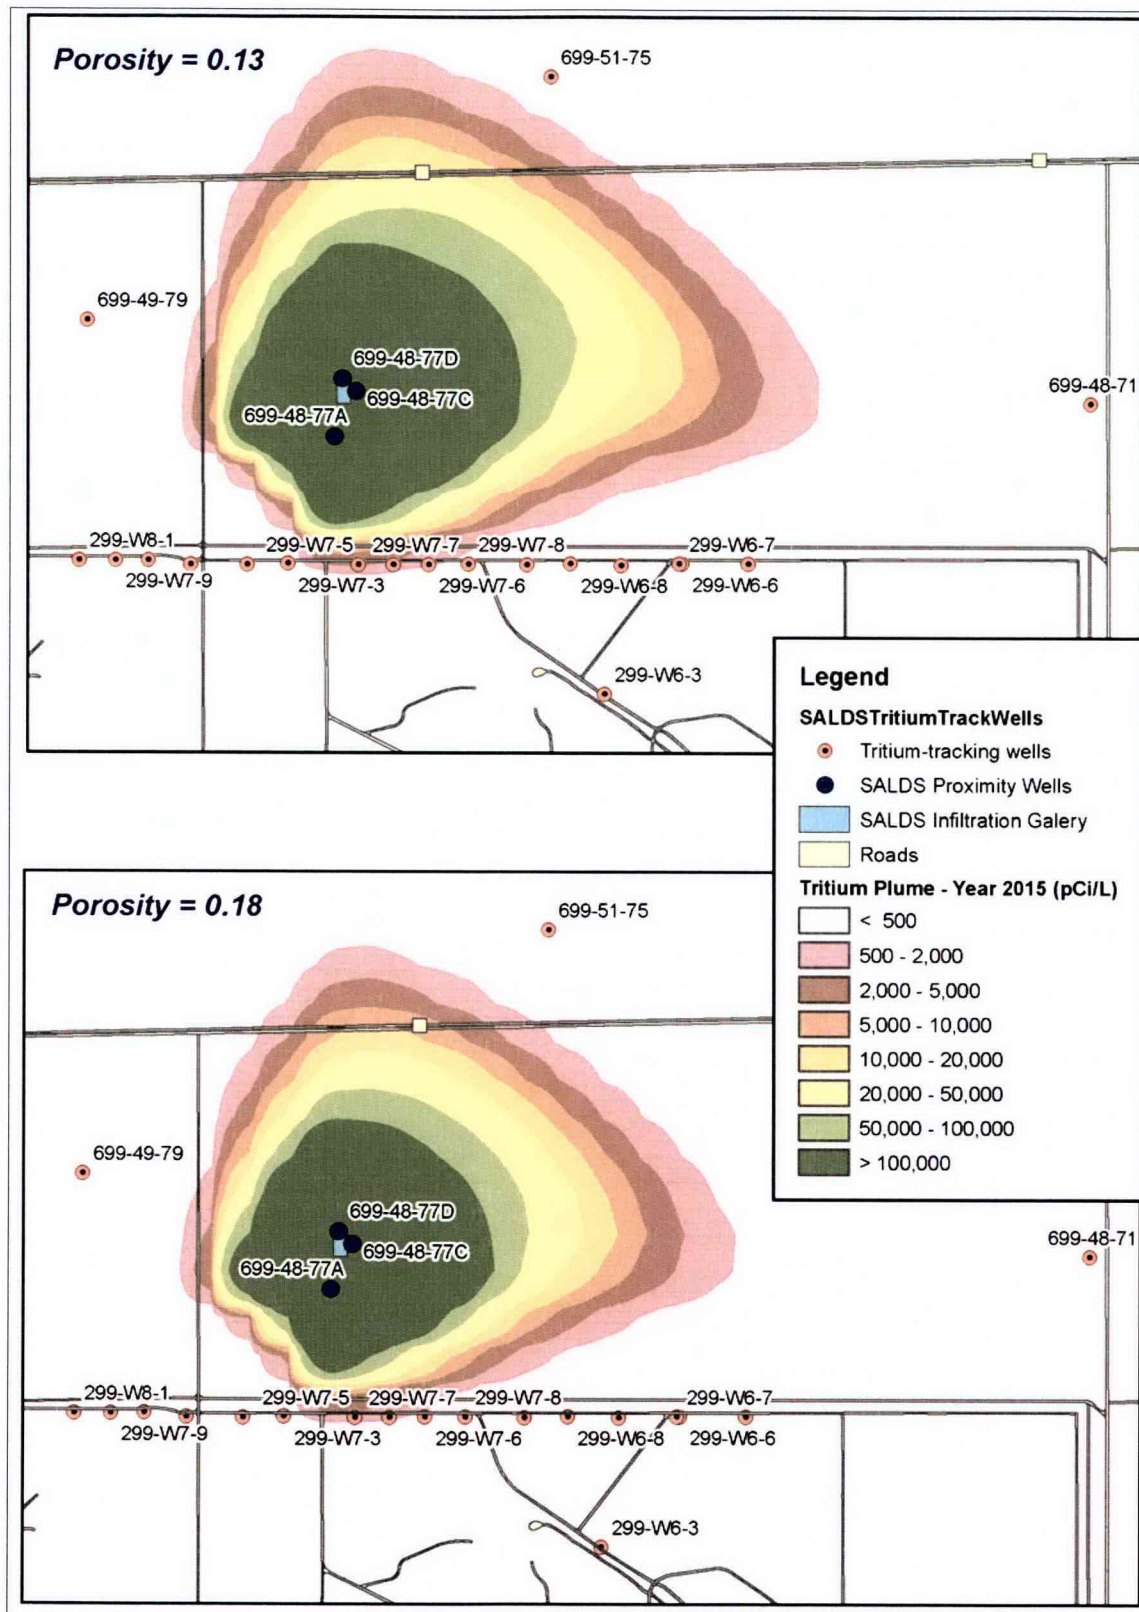 Porosity = 0.13
699-51-75
699-49-79
699-48-77D
699-48-77C
699-48-77A
699-48-71
299-W8-1
299-W7-5
299-W7-7
299-W7-8
299-W6-7
299-W7-9
299-W7-3
299-W7-6
299-W6-8
299-W6-6
299-W6-3
Legend
SALDSTritiumTrackWells
Tritium-tracking wells
SALDS Proximity Wells
SALDS Infiltration Galery
Roads
Tritium Plume - Year 2015 (pCi/L)
< 500
500 - 2,000
2,000 - 5,000
5,000 - 10,000
10,000 - 20,000
20,000 - 50,000
50,000 - 100,000
> 100,000
Porosity = 0.18
699-51-75
699-49-79
699-48-77D
699-48-77C
699-48-77A
699-48-71
299-W8-1
299-W7-5
299-W7-7
299-W7-8
299-W6-7
299-W7-9
299-W7-3
299-W7-6
299-W6-8
299-W6-6
299-W6-3